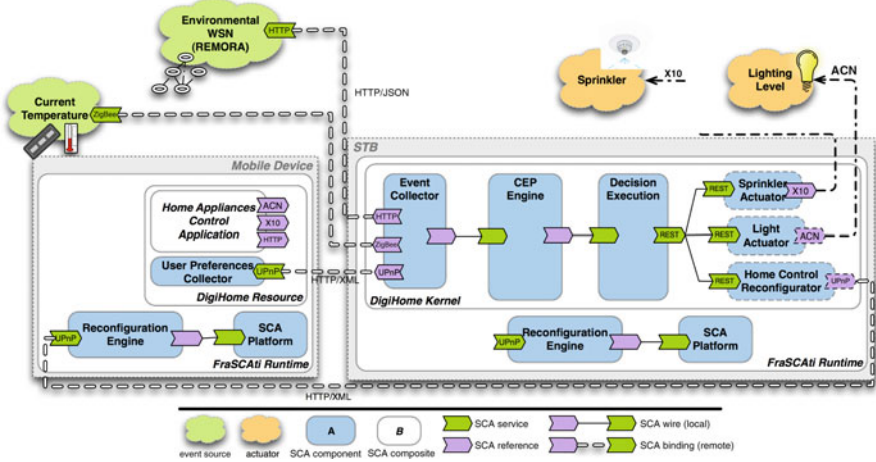 Environmental
WSN
(REMORA)
HTTP
Current
Temperature
ZigBee
HTTP/JSON
Sprinkler
X10
Lighting
Level
ACN
Mobile Device
Home Appliances
Control
Application
ACN
X10
HTTP
User Preferences
Collector
UPnP
DigiHome Resource
UPnP
Reconfiguration
Engine
SCA
Platform
FraSCAti Runtime
HTTP/XML
STB
Event
Collector
HTTP
ZigBee
UPnP
CEP
Engine
Decision
Execution
REST
REST
Sprinkler
Actuator
X10
REST
Light
Actuator
ACN
REST
Home Control
Reconfigurator
UPnP
DigiHome Kernel
UPnP
Reconfiguration
Engine
SCA
Platform
FraSCAti Runtime
HTTP/XML
event source
actuator
A
SCA component
B
SCA composite
SCA service
SCA reference
SCA wire (local)
SCA binding (remote)